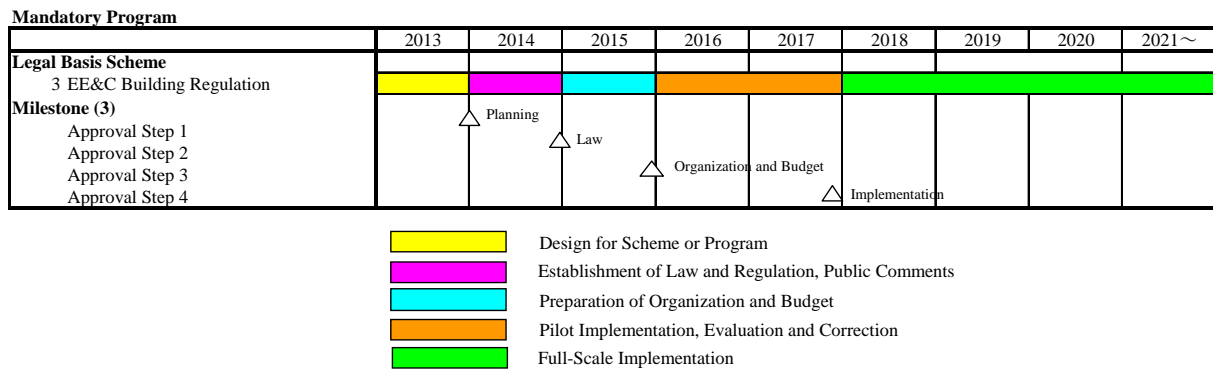 Mandatory Program
2013 2014 2015 2016 2017 2018 2019 2020 2021～
Legal Basis Scheme
3 EE&C Building Regulation
Milestone (3)
Planning
Approval Step 1
Law
Approval Step 2
Organization and Budget
Approval Step 3
Implementation
Approval Step 4
Design for Scheme or Program
Establishment of Law and Regulation, Public Comments
Preparation of Organization and Budget
Pilot Implementation, Evaluation and Correction
Full-Scale Implementation